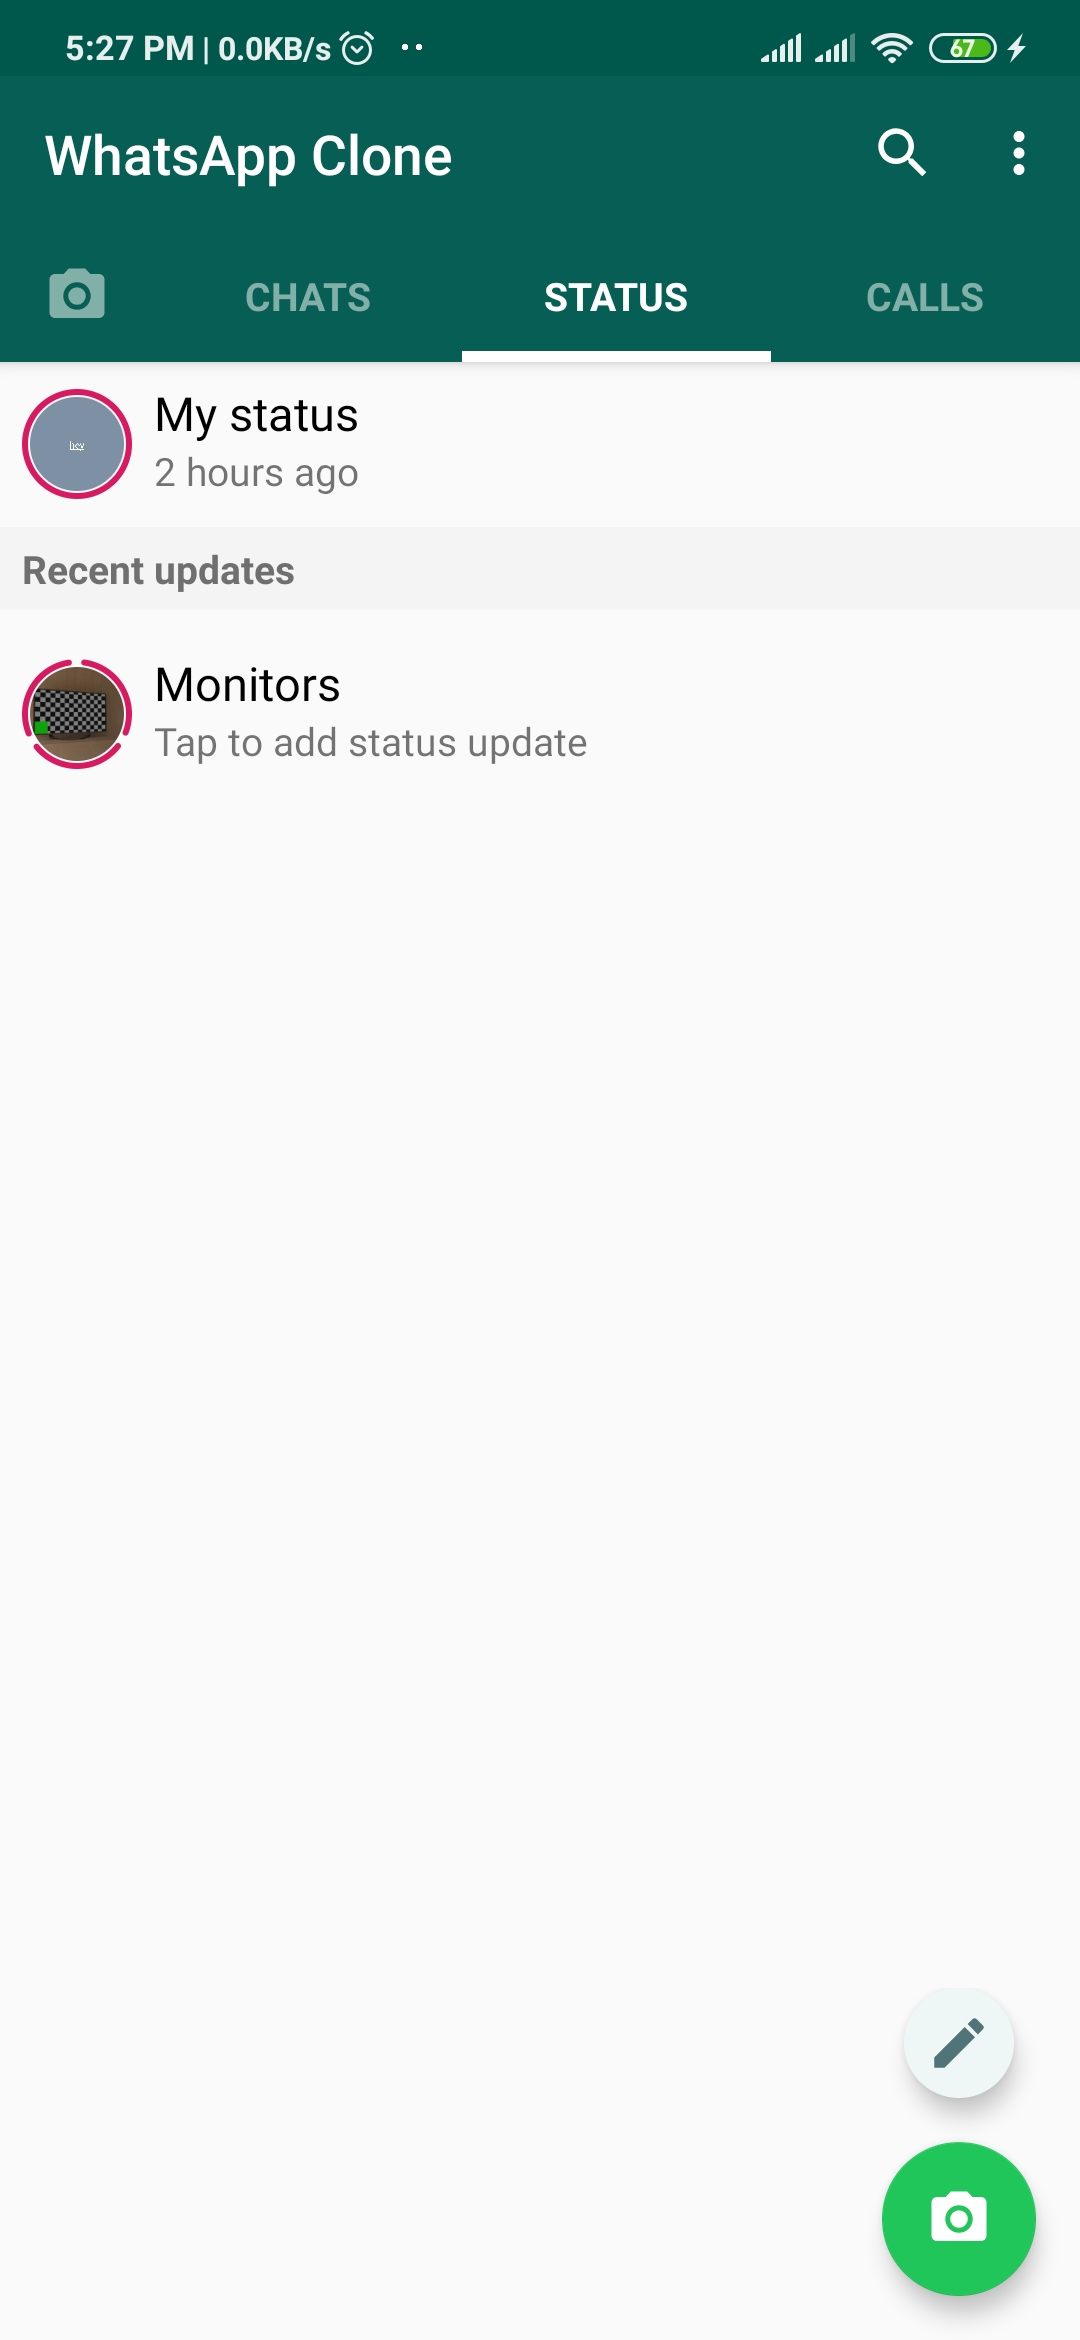 5:27 PM | 0.0KB/s 67
WhatsApp Clone
CHATS STATUS CALLS
My status
hey
2 hours ago
Recent updates
Monitors
Tap to add status update